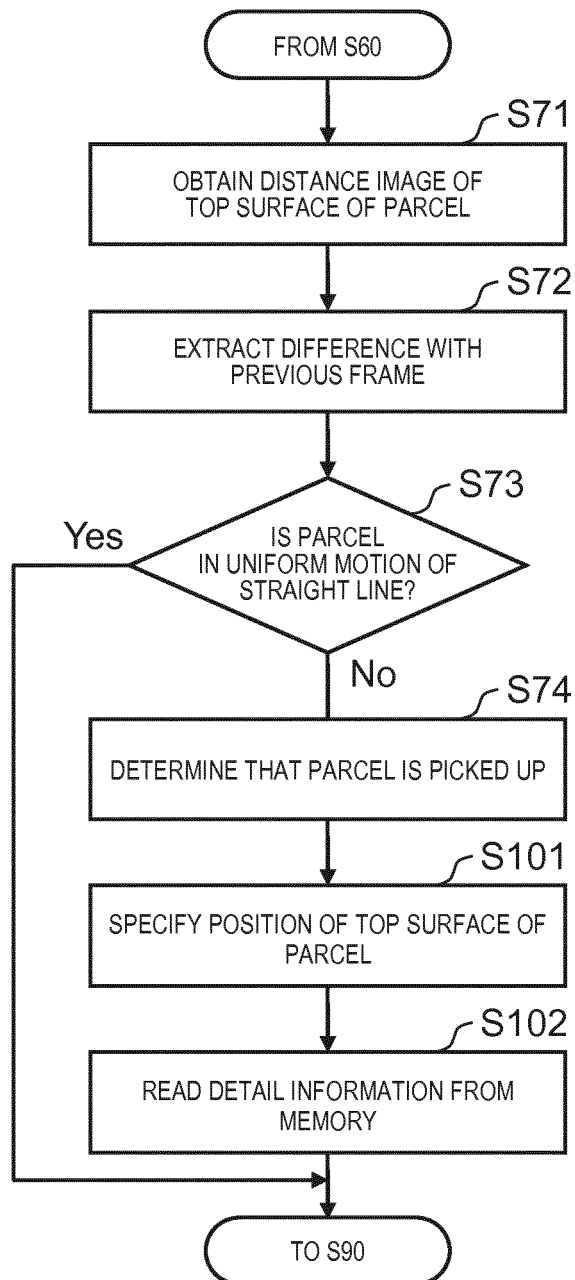 FROM S60
S71
OBTAIN DISTANCE IMAGE OF
TOP SURFACE OF PARCEL
S72
EXTRACT DIFFERENCE WITH
PREVIOUS FRAME
S73
Yes
IS PARCEL
IN UNIFORM MOTION OF
STRAIGHT LINE?
No
S74
DETERMINE THAT PARCEL IS PICKED UP
S101
SPECIFY POSITION OF TOP SURFACE OF
PARCEL
S102
READ DETAIL INFORMATION FROM
MEMORY
TO S90